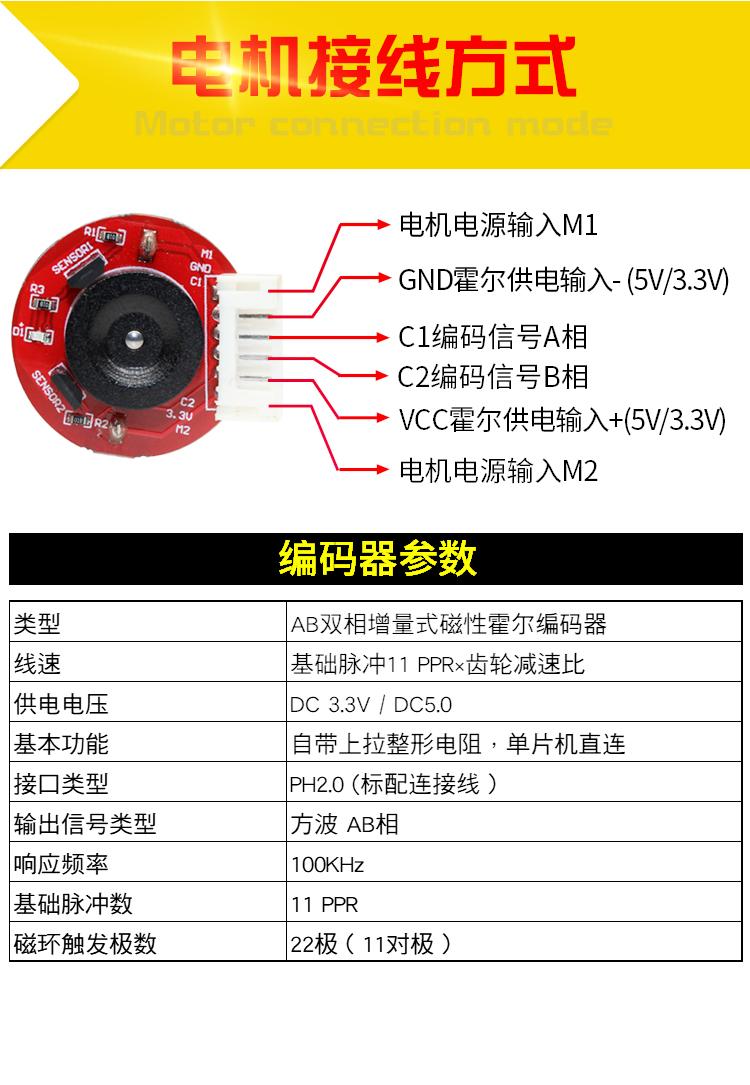 电机接线方式
Motor connection mode
电机电源输入M1
GND霍尔供电输入- (5V/3.3V)
C1编码信号A相
C2编码信号B相
VCC霍尔供电输入+(5V/3.3V)
电机电源输入M2
R1
SENSOR1
M1
GND
C1
R3
D1
+
SENSOR2
R2
C2
3.3V
M2
编码器参数
类型 AB双相增量式磁性霍尔编码器
线速 基础脉冲11 PPR×齿轮减速比
供电电压 DC 3.3V / DC5.0
基本功能 自带上拉整形电阻，单片机直连
接口类型 PH2.0 (标配连接线 )
输出信号类型 方波 AB相
响应频率 100KHz
基础脉冲数 11 PPR
磁环触发极数 22极 ( 11对极 )